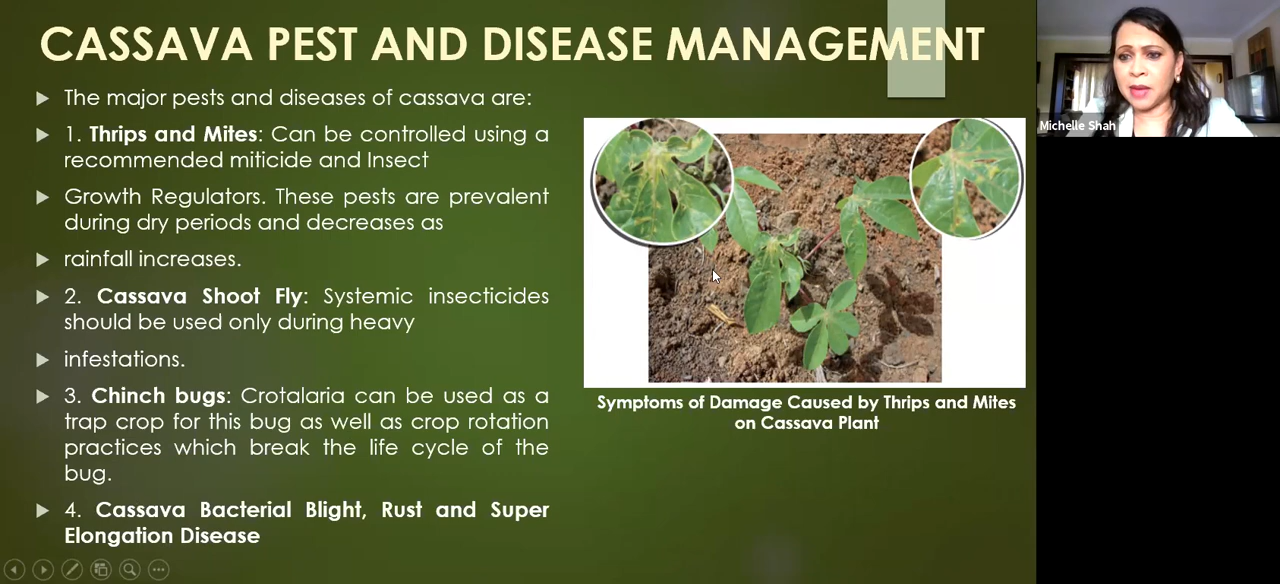 CASSAVA PEST AND DISEASE MANAGEMENT
The major pests and diseases of cassava are:
1. Thrips and Mites: Can be controlled using a
recommended miticide and Insect
Growth Regulators. These pests are prevalent
during dry periods and decreases as
rainfall increases.
2. Cassava Shoot Fly: Systemic insecticides
should be used only during heavy
infestations.
3. Chinch bugs: Crotalaria can be used as a
trap crop for this bug as well as crop rotation
practices which break the life cycle of the
bug.
4. Cassava Bacterial Blight, Rust and Super
Elongation Disease
Symptoms of Damage Caused by Thrips and Mites
on Cassava Plant
Michelle Shah